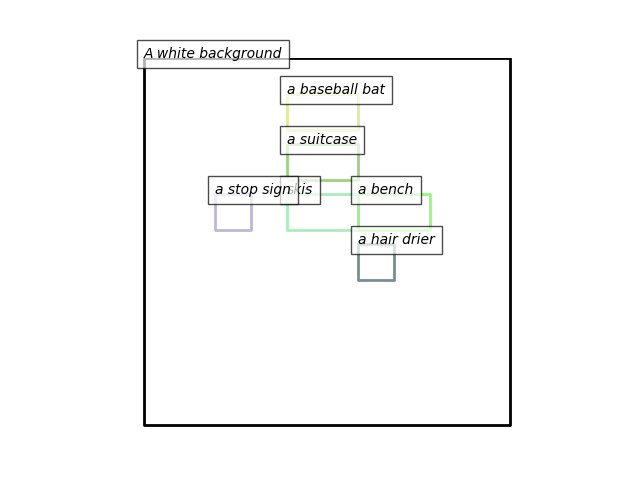 A white background
a baseball bat
a suitcase
a stop sign
skis
a bench
a hair drier